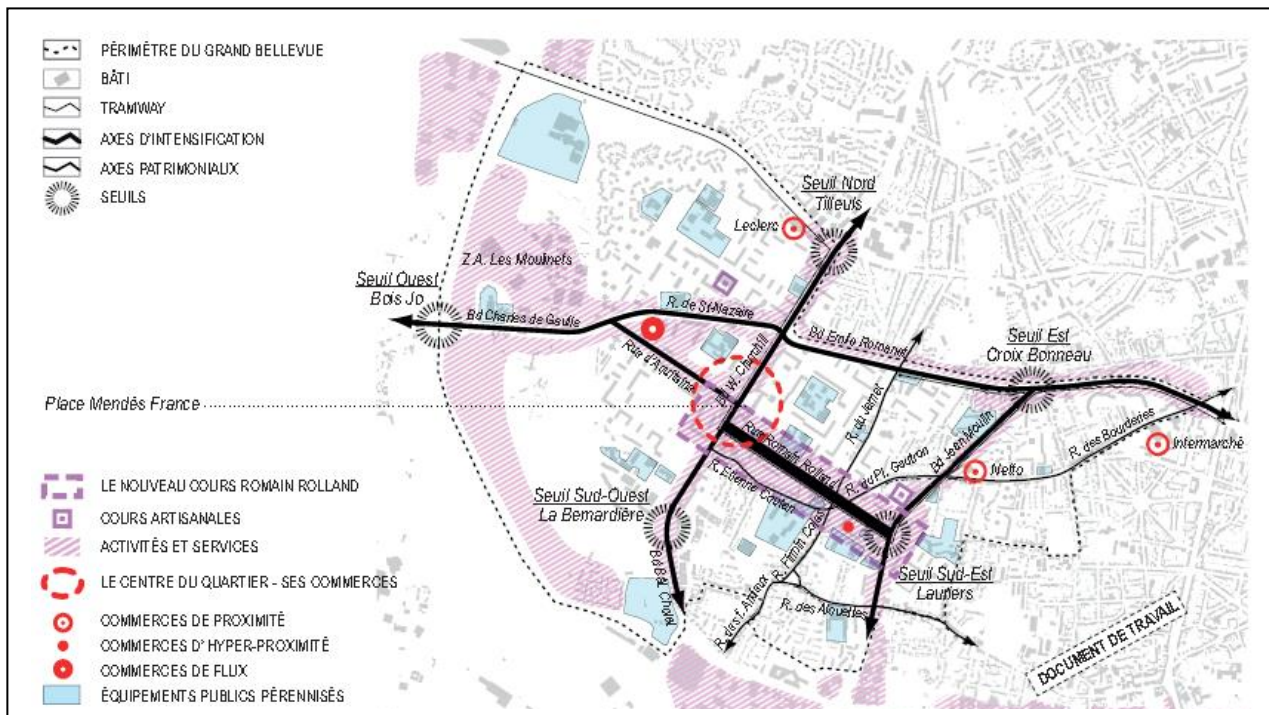 PÉRIMÈTRE DU GRAND BELLEVUE
BÂTI
TRAMWAY
AXES D'INTENSIFICATION
AXES PATRIMONIAUX
SEUILS
Seuil Nord
Tilleuls
Leclerc
Z.A. Les Moulinets
Seuil Ouest
Bois Jo
Bd Charles de Gaulle
R. de St-Nazaire
Bd Emile Romanet
Seuil Est
Croix Bonneau
Rue d'Aquitaine
Bd W. Churchill
Place Mendès France
R. du Jamet
Rue Romain Rolland
R. du Pl. Gautron
Bd Jean Moulin
R. des Bourderies
Intermarché
Netto
R. Etienne Coutan
Seuil Sud-Ouest
La Bernardière
R. Firmin Colas
Bd Bât. Cholet
Seuil Sud-Est
Lauriers
R. des Alouettes
DOCUMENT DE TRAVAIL
LE NOUVEAU COURS ROMAIN ROLLAND
COURS ARTISANALES
ACTIVITÉS ET SERVICES
LE CENTRE DU QUARTIER - SES COMMERCES
COMMERCES DE PROXIMITÉ
COMMERCES D'HYPER-PROXIMITÉ
COMMERCES DE FLUX
ÉQUIPEMENTS PUBLICS PÉRENNISÉS